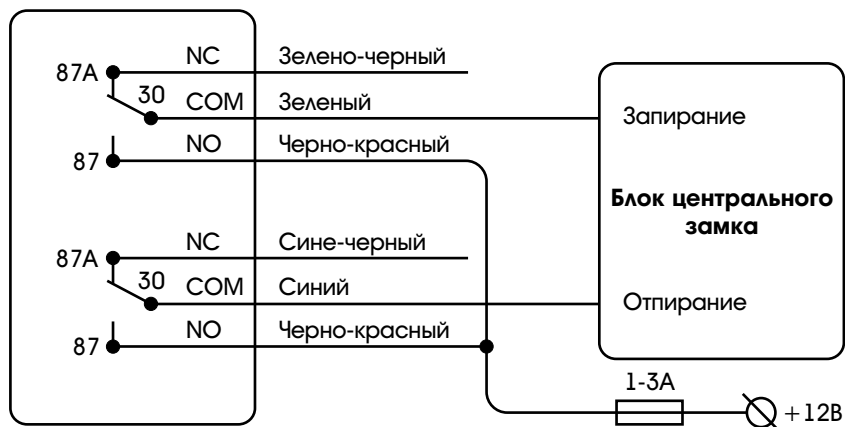 87A
NC
Зелено-черный
30
COM
Зеленый
Запирание
NO
Черно-красный
87
Блок центрального
замка
87A
NC
Сине-черный
30
COM
Синий
Отпирание
NO
Черно-красный
87
1-3А
+12В